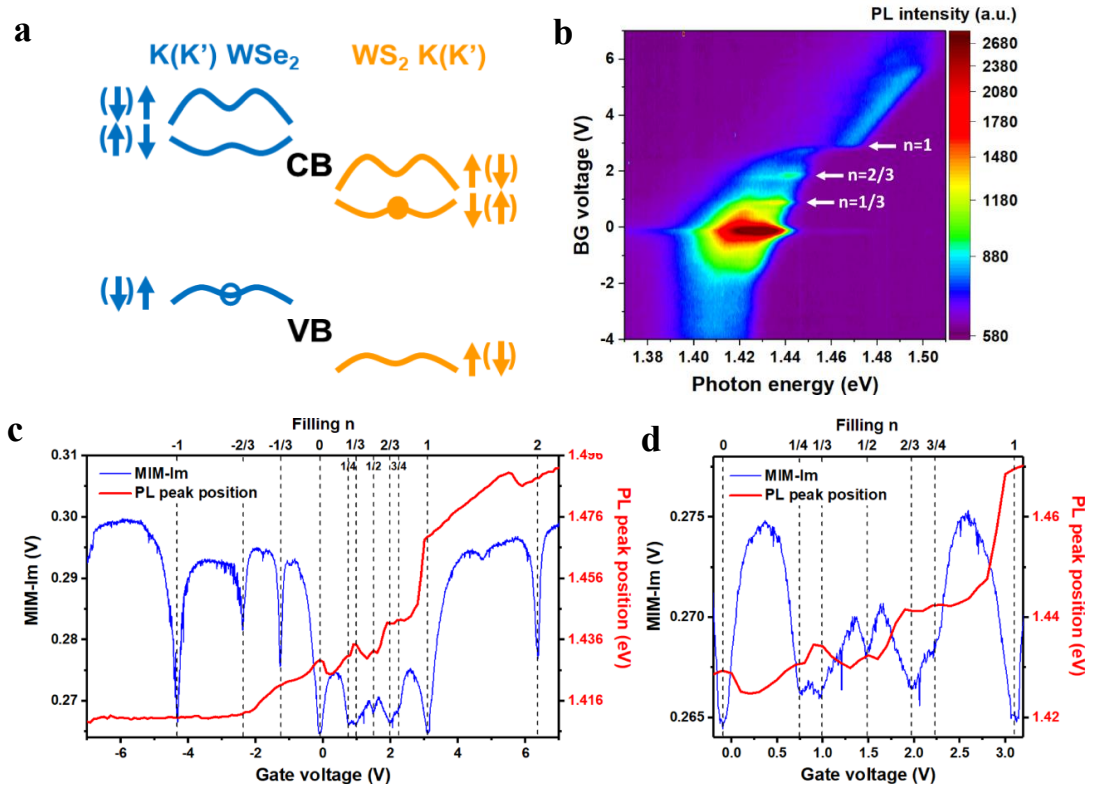 a
K(K') WSe₂
WS₂ K(K')
(↓)↑
(↑)↓
CB
↑(↓)
↓(↑)
(↓)↑
VB
↑(↓)
b
PL intensity (a.u.)
BG voltage (V)
6
4
2
0
-2
-4
n=1
n=2/3
n=1/3
1.38
1.40
1.42
1.44
1.46
1.48
1.50
Photon energy (eV)
2680
2380
2080
1780
1480
1180
880
580
c
Filling n
-1
-2/3
-1/3
0
1/3
2/3
1
2
1/4
1/2
3/4
MIM-Im
PL peak position
MIM-Im (V)
0.31
0.30
0.29
0.28
0.27
1.496
1.476
1.456
1.436
1.416
PL peak position (eV)
-6
-4
-2
0
2
4
6
Gate voltage (V)
d
Filling n
0
1/4
1/3
1/2
2/3
3/4
1
MIM-Im
PL peak position
MIM-Im (V)
0.275
0.270
0.265
1.46
1.44
1.42
PL peak position (eV)
0.0
0.5
1.0
1.5
2.0
2.5
3.0
Gate voltage (V)